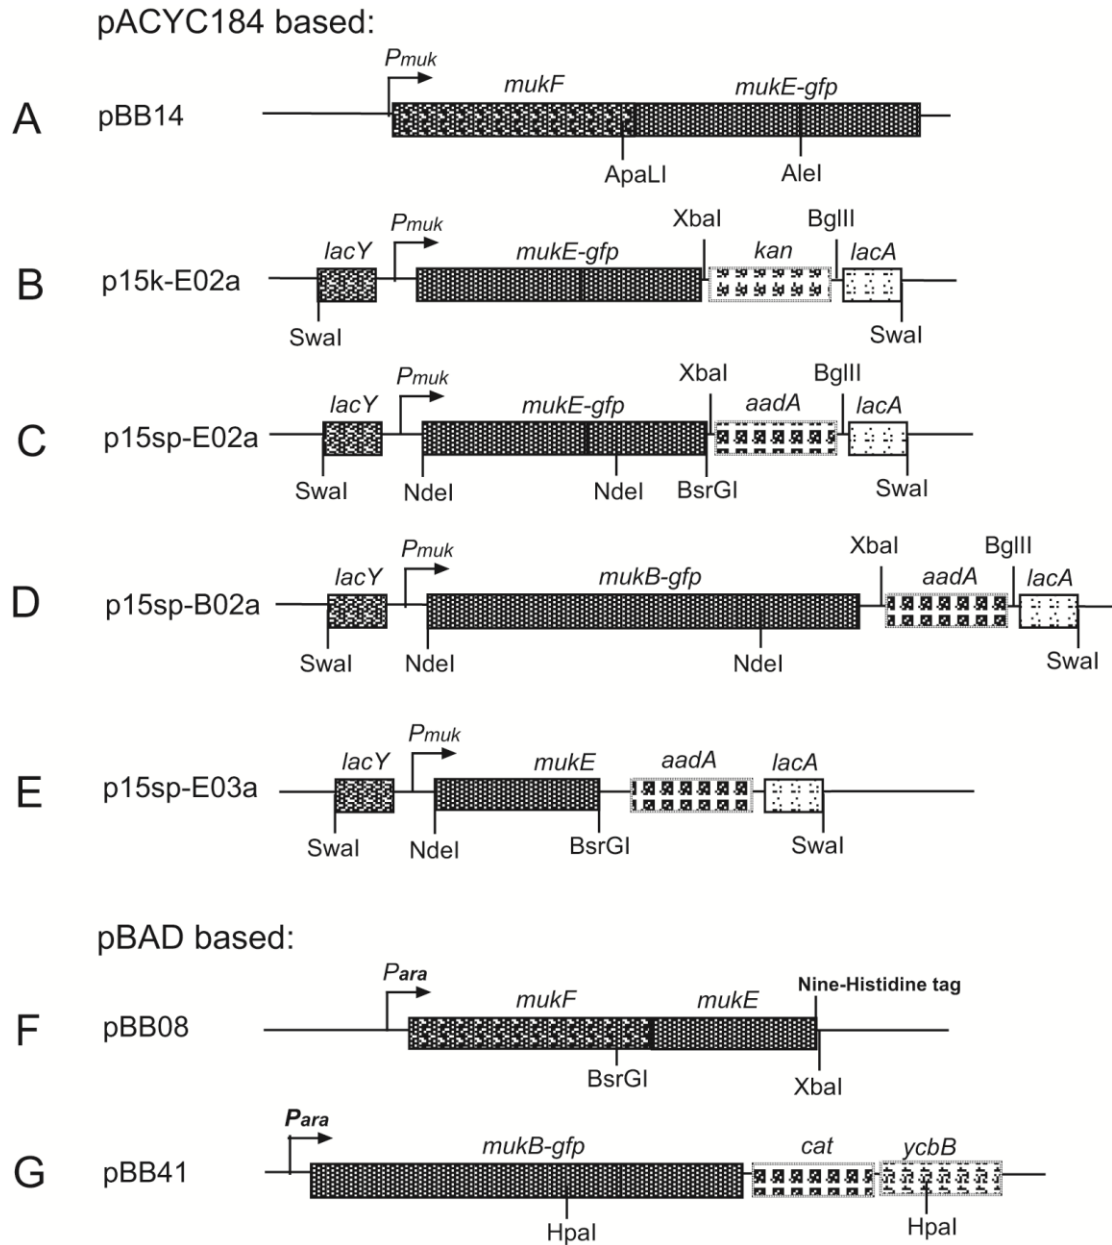 pACYC184 based:
A pBB14 Pmuk mukF mukE-gfp
ApaLI AleI
XbaI BglII
B p15k-E02a lacY Pmuk mukE-gfp kan lacA
SwaI SwaI
XbaI BglII
C p15sp-E02a lacY Pmuk mukE-gfp aadA lacA
SwaI NdeI NdeI BsrGI SwaI
XbaI BglII
D p15sp-B02a lacY Pmuk mukB-gfp aadA lacA
SwaI NdeI NdeI SwaI
E p15sp-E03a lacY Pmuk mukE aadA lacA
SwaI NdeI BsrGI SwaI
pBAD based:
F pBB08 Para mukF mukE Nine-Histidine tag
BsrGI XbaI
G pBB41 Para mukB-gfp cat ycbB
HpaI HpaI